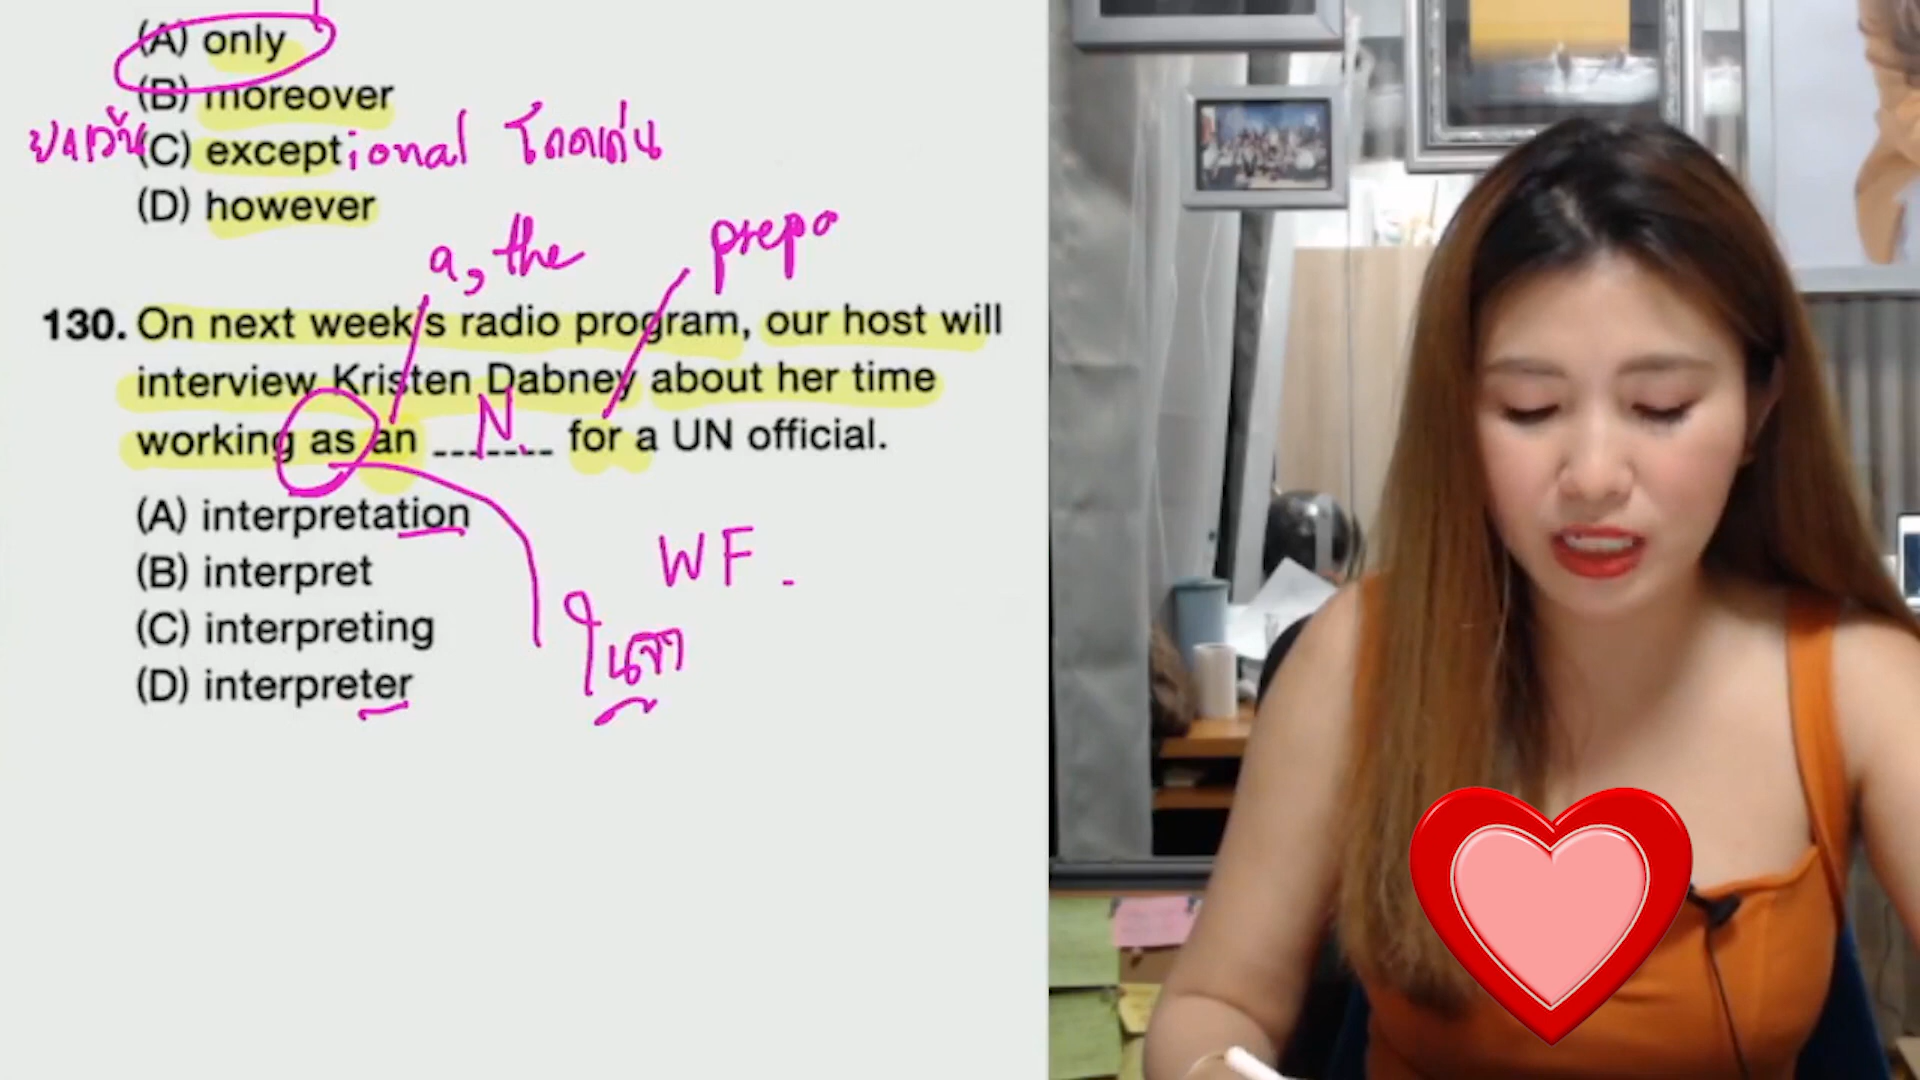 (A) only
(B) moreover
ยกเว้น (C) exceptional โดดเด่น
(D) however
a, the prepo
130. On next week's radio program, our host will
interview Kristen Dabney about her time
working as an _______ for a UN official.
N.
(A) interpretation
(B) interpret
(C) interpreting
(D) interpreter
WF.
ในฐา